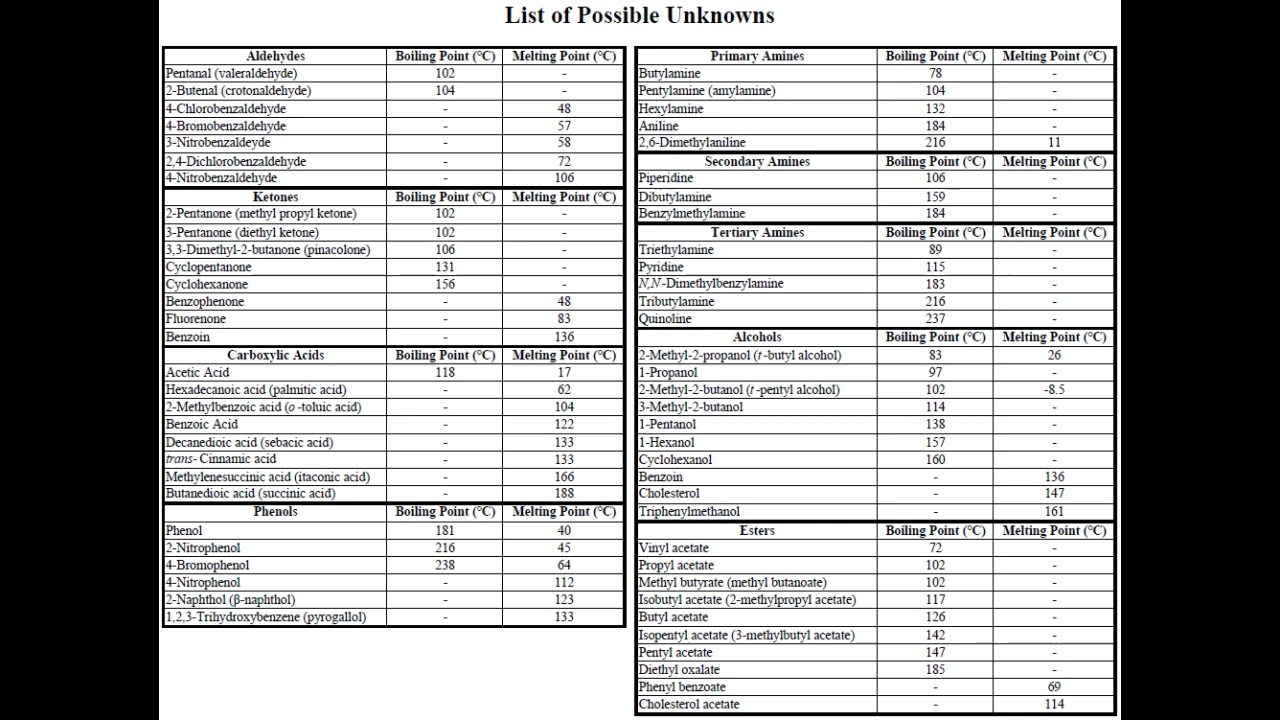 List of Possible Unknowns
Aldehydes Boiling Point (°C) Melting Point (°C)
Pentanal (valeraldehyde) 102 -
2-Butenal (crotonaldehyde) 104 -
4-Chlorobenzaldehyde - 48
4-Bromobenzaldehyde - 57
3-Nitrobenzaldeyde - 58
2,4-Dichlorobenzaldehyde - 72
4-Nitrobenzaldehyde - 106
Ketones Boiling Point (°C) Melting Point (°C)
2-Pentanone (methyl propyl ketone) 102 -
3-Pentanone (diethyl ketone) 102 -
3,3-Dimethyl-2-butanone (pinacolone) 106 -
Cyclopentanone 131 -
Cyclohexanone 156 -
Benzophenone - 48
Fluorenone - 83
Benzoin - 136
Carboxylic Acids Boiling Point (°C) Melting Point (°C)
Acetic Acid 118 17
Hexadecanoic acid (palmitic acid) - 62
2-Methylbenzoic acid (o-toluic acid) - 104
Benzoic Acid - 122
Decanedioic acid (sebacic acid) - 133
trans- Cinnamic acid - 133
Methylenesuccinic acid (itaconic acid) - 166
Butanedioic acid (succinic acid) - 188
Phenols Boiling Point (°C) Melting Point (°C)
Phenol 181 40
2-Nitrophenol 216 45
4-Bromophenol 238 64
4-Nitrophenol - 112
2-Naphthol (β-naphthol) - 123
1,2,3-Trihydroxybenzene (pyrogallol) - 133
Primary Amines Boiling Point (°C) Melting Point (°C)
Butylamine 78 -
Pentylamine (amylamine) 104 -
Hexylamine 132 -
Aniline 184 -
2,6-Dimethylaniline 216 11
Secondary Amines Boiling Point (°C) Melting Point (°C)
Piperidine 106 -
Dibutylamine 159 -
Benzylmethylamine 184 -
Tertiary Amines Boiling Point (°C) Melting Point (°C)
Triethylamine 89 -
Pyridine 115 -
N,N-Dimethylbenzylamine 183 -
Tributylamine 216 -
Quinoline 237 -
Alcohols Boiling Point (°C) Melting Point (°C)
2-Methyl-2-propanol (t-butyl alcohol) 83 26
1-Propanol 97 -
2-Methyl-2-butanol (t-pentyl alcohol) 102 -8.5
3-Methyl-2-butanol 114 -
1-Pentanol 138 -
1-Hexanol 157 -
Cyclohexanol 160 -
Benzoin - 136
Cholesterol - 147
Triphenylmethanol - 161
Esters Boiling Point (°C) Melting Point (°C)
Vinyl acetate 72 -
Propyl acetate 102 -
Methyl butyrate (methyl butanoate) 102 -
Isobutyl acetate (2-methylpropyl acetate) 117 -
Butyl acetate 126 -
Isopentyl acetate (3-methylbutyl acetate) 142 -
Pentyl acetate 147 -
Diethyl oxalate 185 -
Phenyl benzoate - 69
Cholesterol acetate - 114